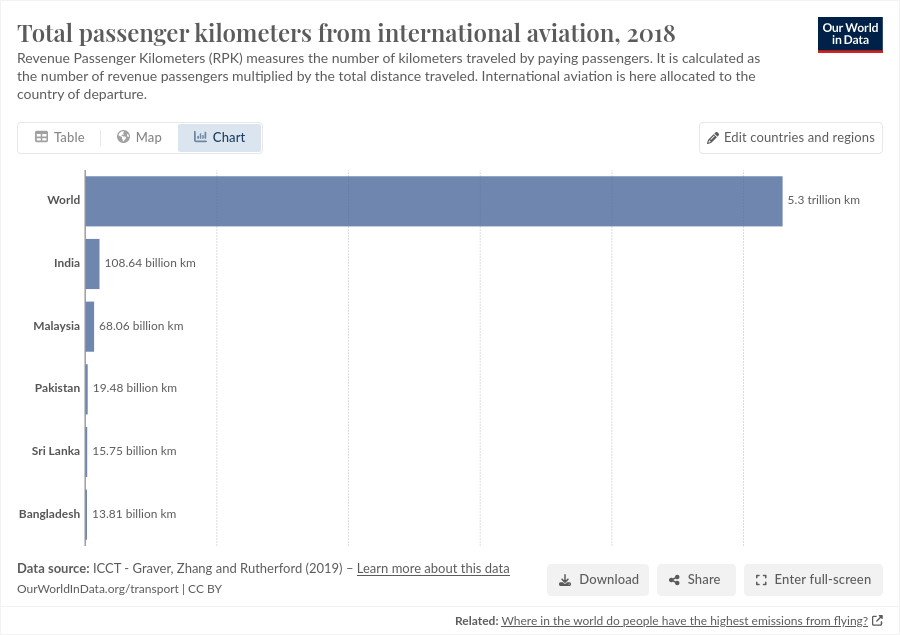 Total passenger kilometers from international aviation, 2018
Our World
in Data
Revenue Passenger Kilometers (RPK) measures the number of kilometers traveled by paying passengers. It is calculated as
the number of revenue passengers multiplied by the total distance traveled. International aviation is here allocated to the
country of departure.
Table Map Chart Edit countries and regions
World 5.3 trillion km
India 108.64 billion km
Malaysia 68.06 billion km
Pakistan 19.48 billion km
Sri Lanka 15.75 billion km
Bangladesh 13.81 billion km
Data source: ICCT - Graver, Zhang and Rutherford (2019) – Learn more about this data
OurWorldInData.org/transport | CC BY
Download Share Enter full-screen
Related: Where in the world do people have the highest emissions from flying?